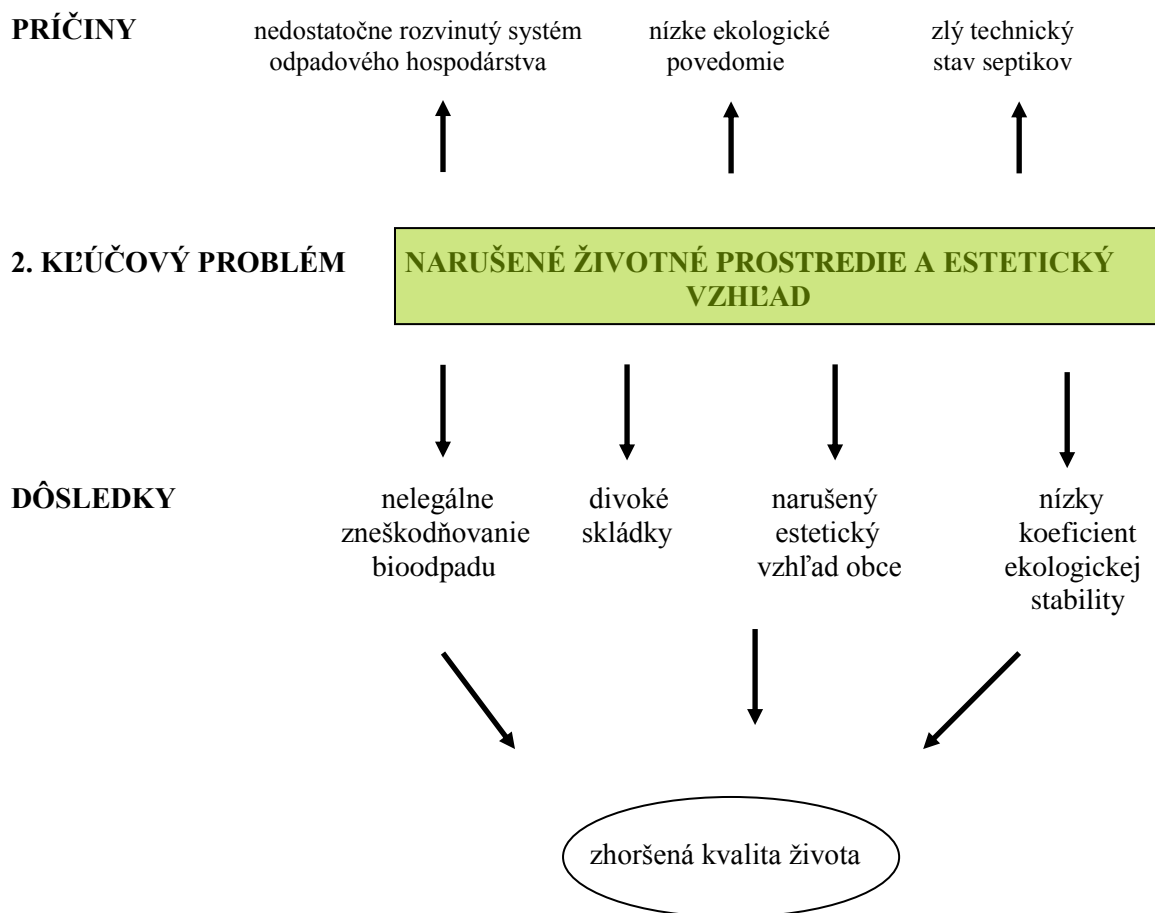 PRÍČINY
nedostatočne rozvinutý systém
odpadového hospodárstva
nízke ekologické
povedomie
zlý technický
stav septikov
2. KĽÚČOVÝ PROBLÉM
NARUŠENÉ ŽIVOTNÉ PROSTREDIE A ESTETICKÝ
VZHĽAD
DÔSLEDKY
nelegálne
zneškodňovanie
bioodpadu
divoké
skládky
narušený
estetický
vzhľad obce
nízky
koeficient
ekologickej
stability
zhoršená kvalita života